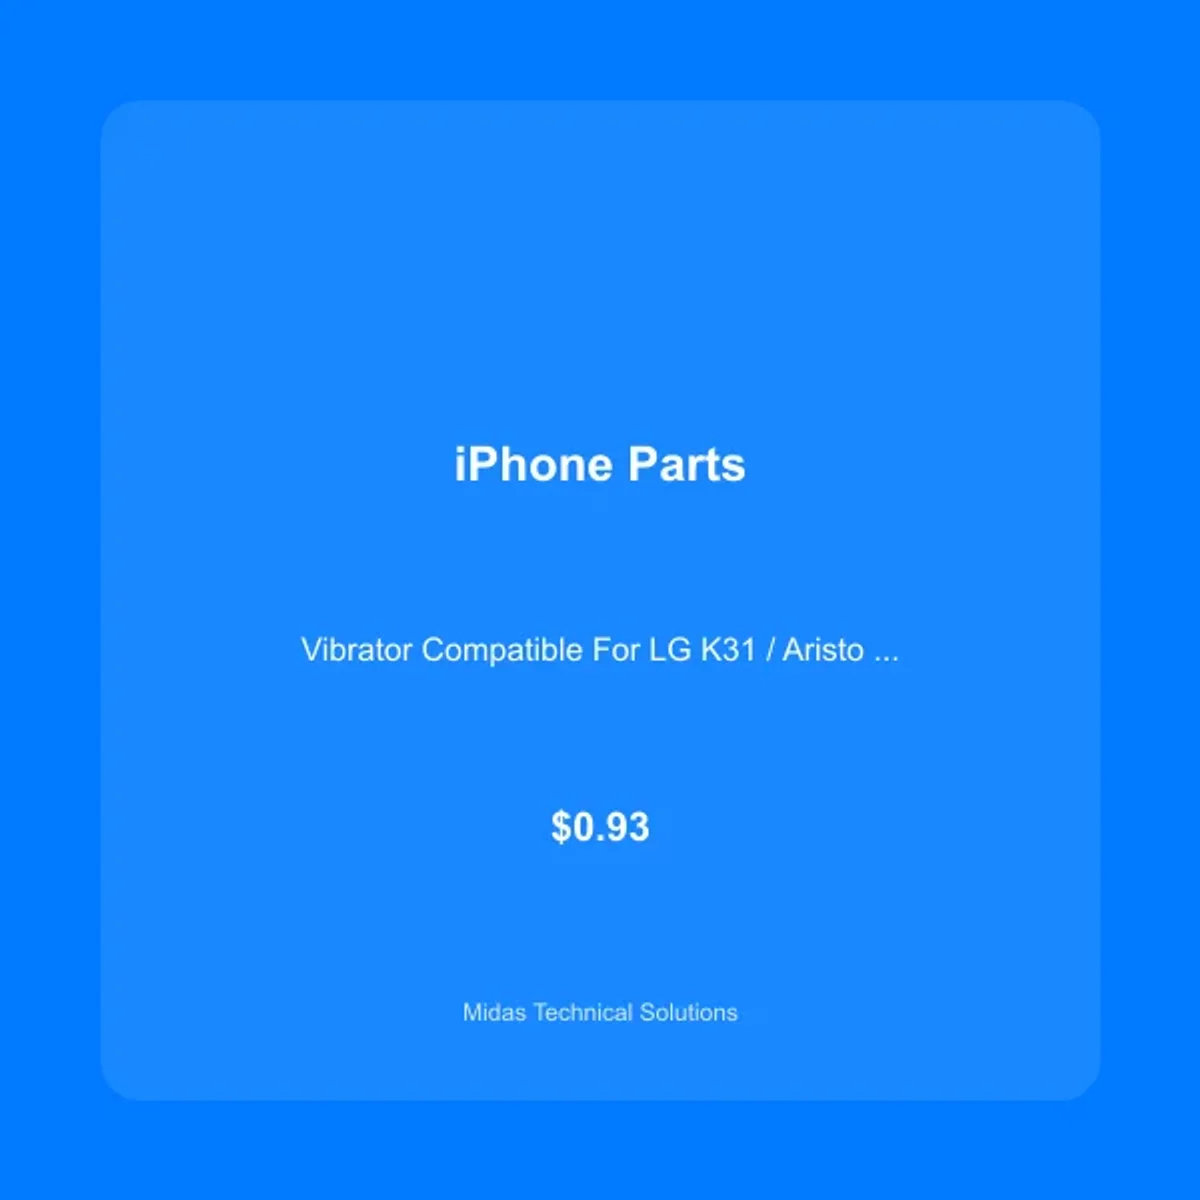 iPhone Parts
Vibrator Compatible For LG K31 / Aristo ...
$0.93
Midas Technical Solutions